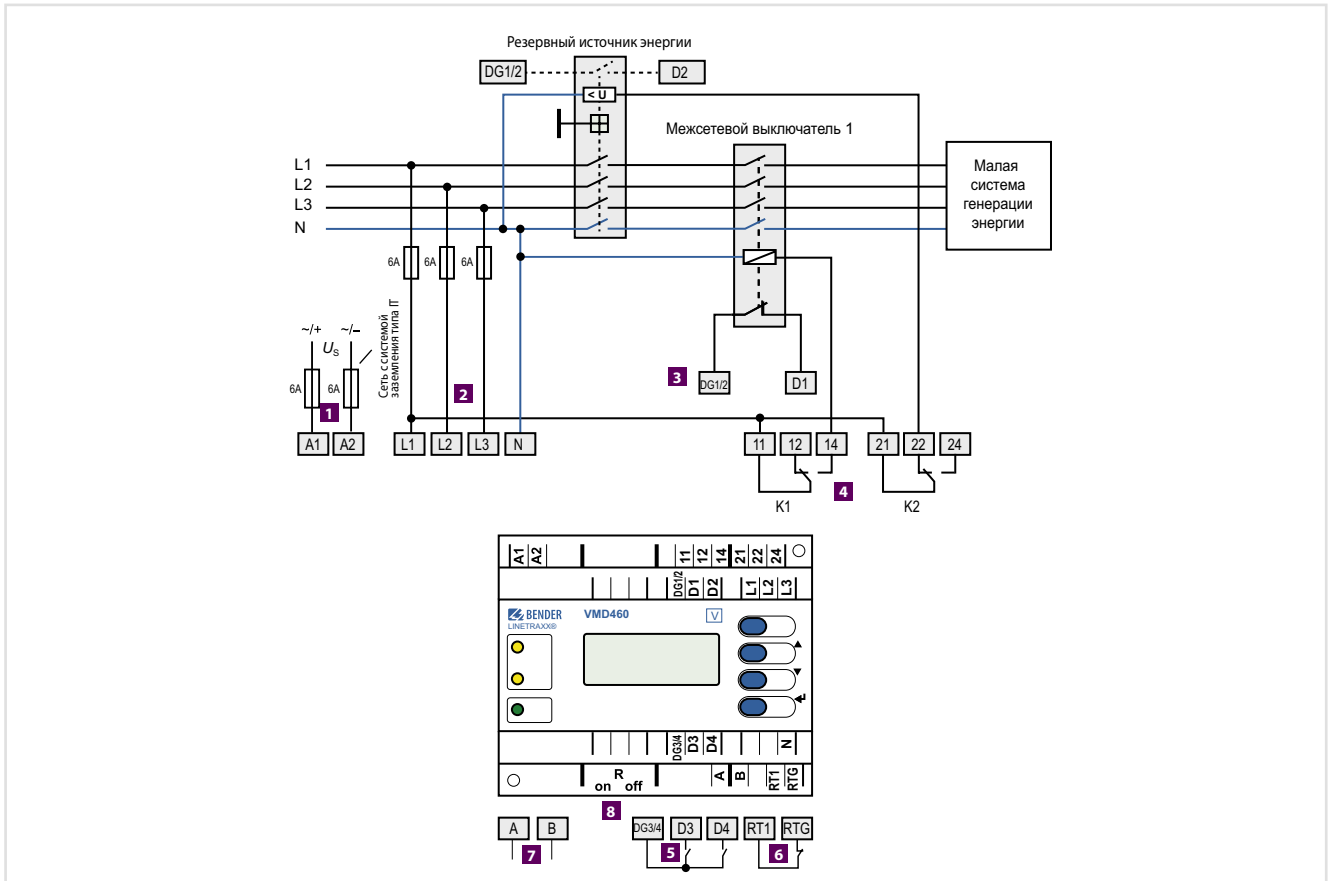 Резервный источник энергии
DG1/2
D2
< U
Межсетевой выключатель 1
L1
L2
L3
N
Малая
система
генерации
энергии
6A
6A
6A
~/+
~/–
US
Сеть с системой
заземления типа IT
6A
6A
1
2
3
DG1/2
D1
A1
A2
L1
L2
L3
N
11
12
14
21
22
24
4
K1
K2
A1
A2
11
12
14
21
22
24
DG1/2
D1
D2
L1
L2
L3
BENDER
LINETRAXX®
VMD460
V
DG3/4
D3
D4
N
R
on off
A
B
RT1
RTG
8
A
B
7
DG3/4
D3
D4
5
RT1
RTG
6